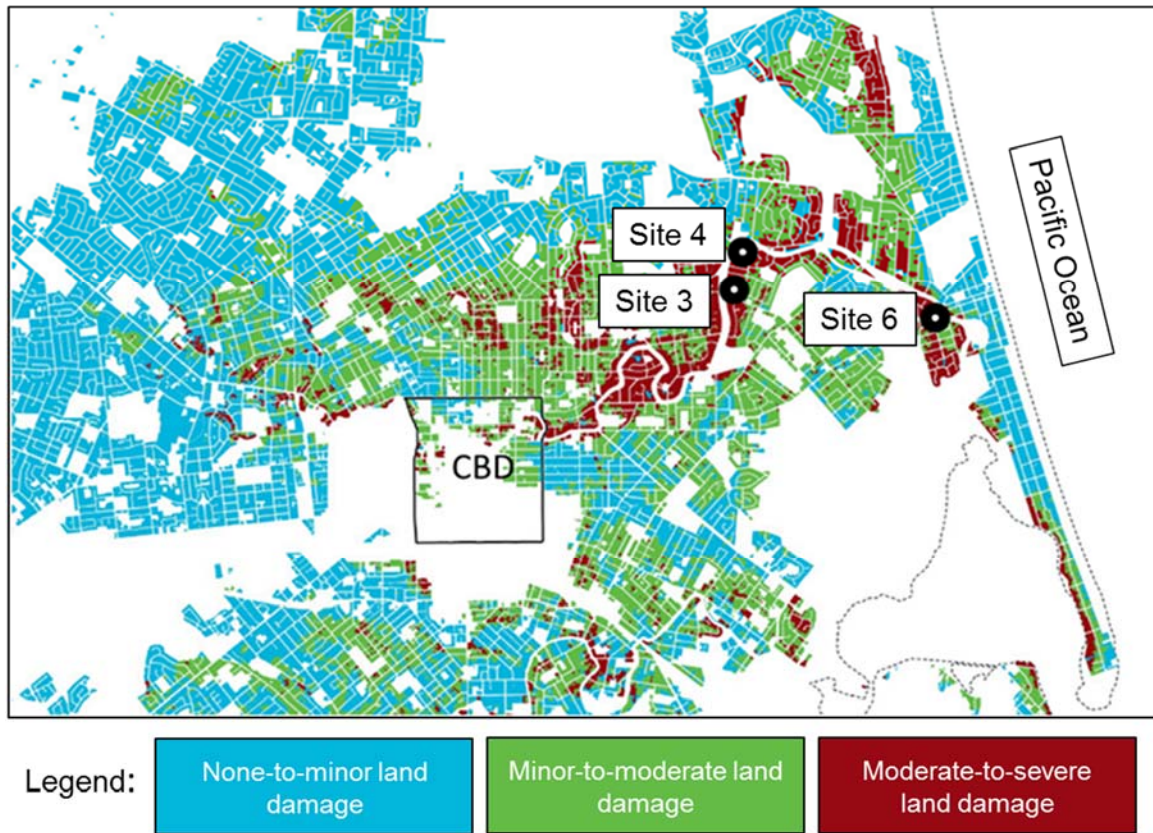 Pacific Ocean
Site 4
Site 3
Site 6
CBD
Legend:
None-to-minor land
damage
Minor-to-moderate land
damage
Moderate-to-severe
land damage